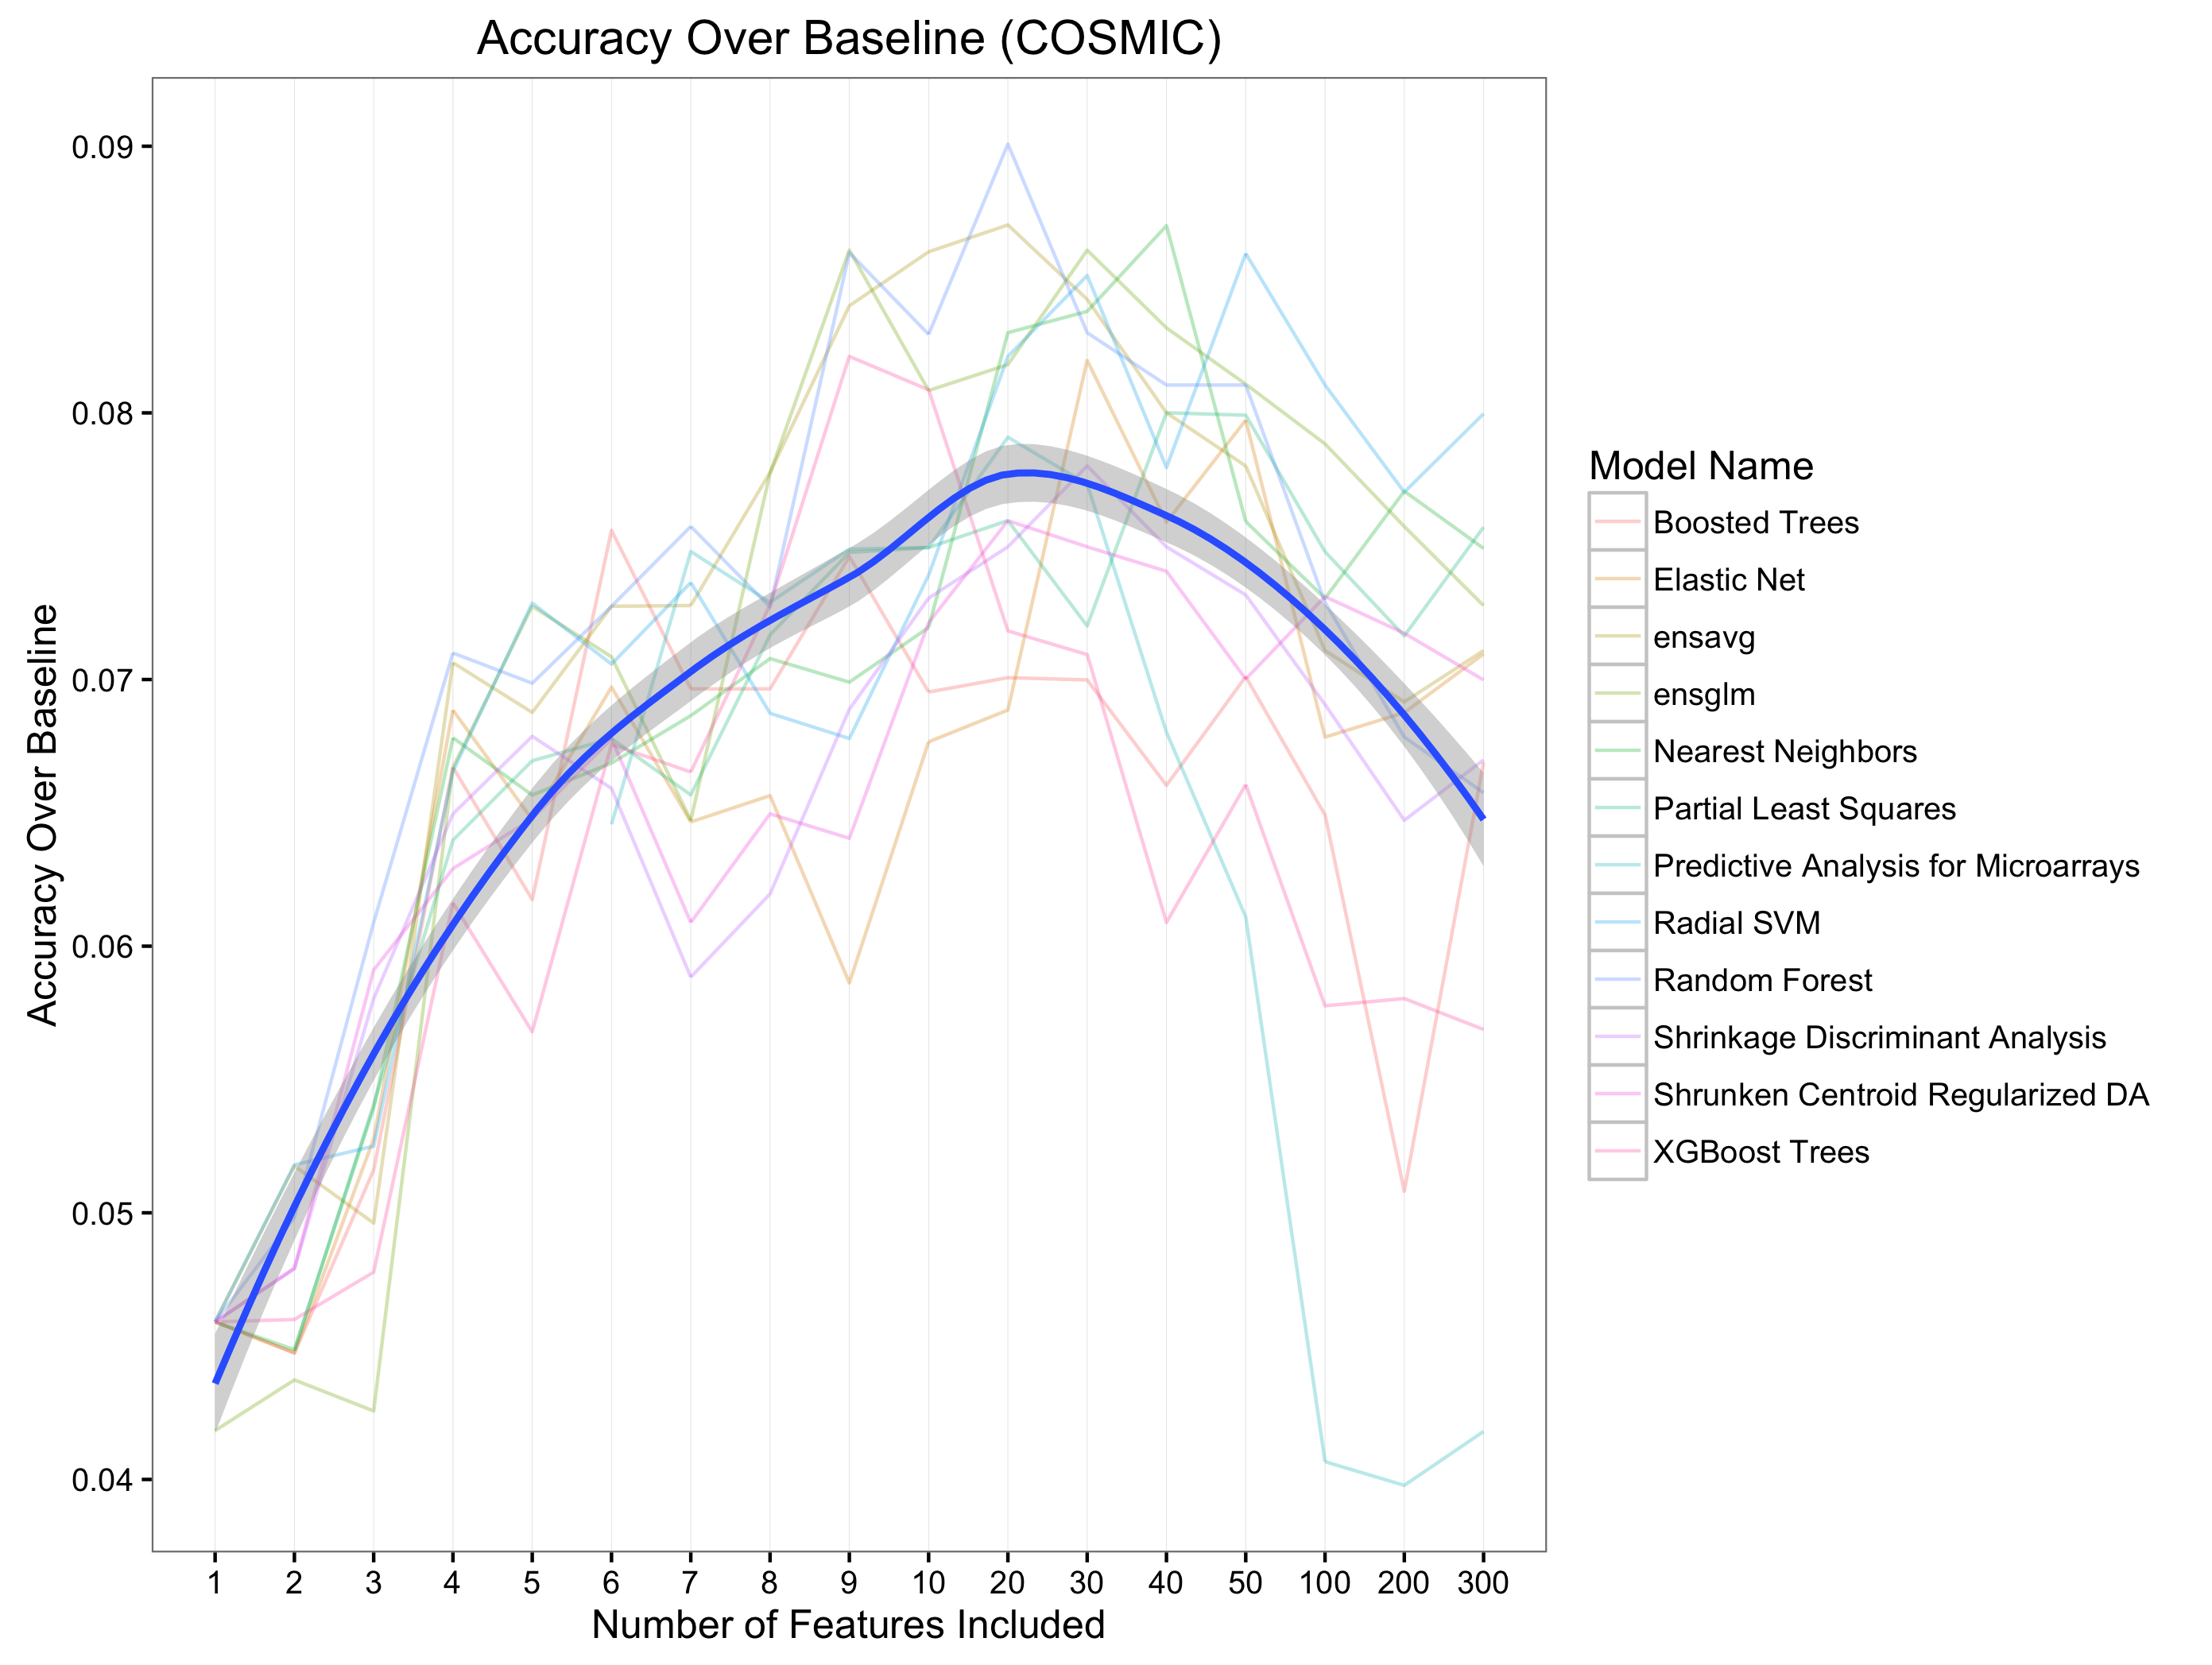 Accuracy Over Baseline (COSMIC)
0.09
0.08
0.07
0.06
0.05
0.04
Accuracy Over Baseline
1 2 3 4 5 6 7 8 9 10 20 30 40 50 100 200 300
Number of Features Included
Model Name
Boosted Trees
Elastic Net
ensavg
ensglm
Nearest Neighbors
Partial Least Squares
Predictive Analysis for Microarrays
Radial SVM
Random Forest
Shrinkage Discriminant Analysis
Shrunken Centroid Regularized DA
XGBoost Trees